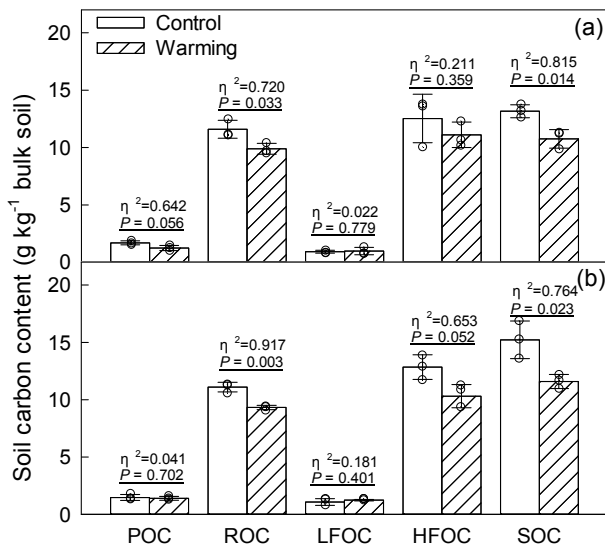 Control
Warming
(a)
Soil carbon content (g kg⁻¹ bulk soil)
20
15
10
5
0
η ²=0.642
P = 0.056
η ²=0.720
P = 0.033
η ²=0.022
P = 0.779
η ²=0.211
P = 0.359
η ²=0.815
P = 0.014
(b)
20
15
10
5
0
η ²=0.041
P = 0.702
η ²=0.917
P = 0.003
η ²=0.181
P = 0.401
η ²=0.653
P = 0.052
η ²=0.764
P = 0.023
POC ROC LFOC HFOC SOC